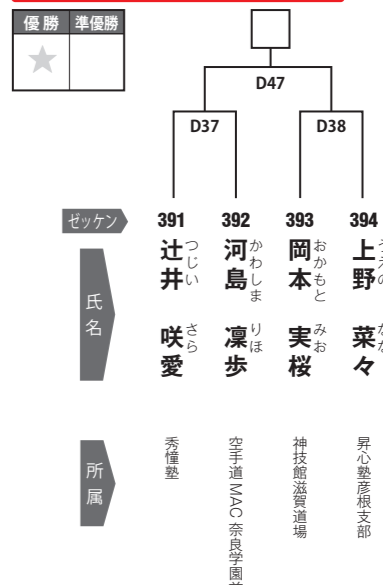 優勝 準優勝
D47
D37 D38
ゼッケン 391 392 393 394
氏名
辻井 咲愛
つじい さら
河島 凜歩
かわしま りほ
岡本 実桜
おかもと みお
上野 菜々
うえの
所属
秀憧塾
空手道 MAC 奈良学園
神技館滋賀道場
昇心塾彦根支部